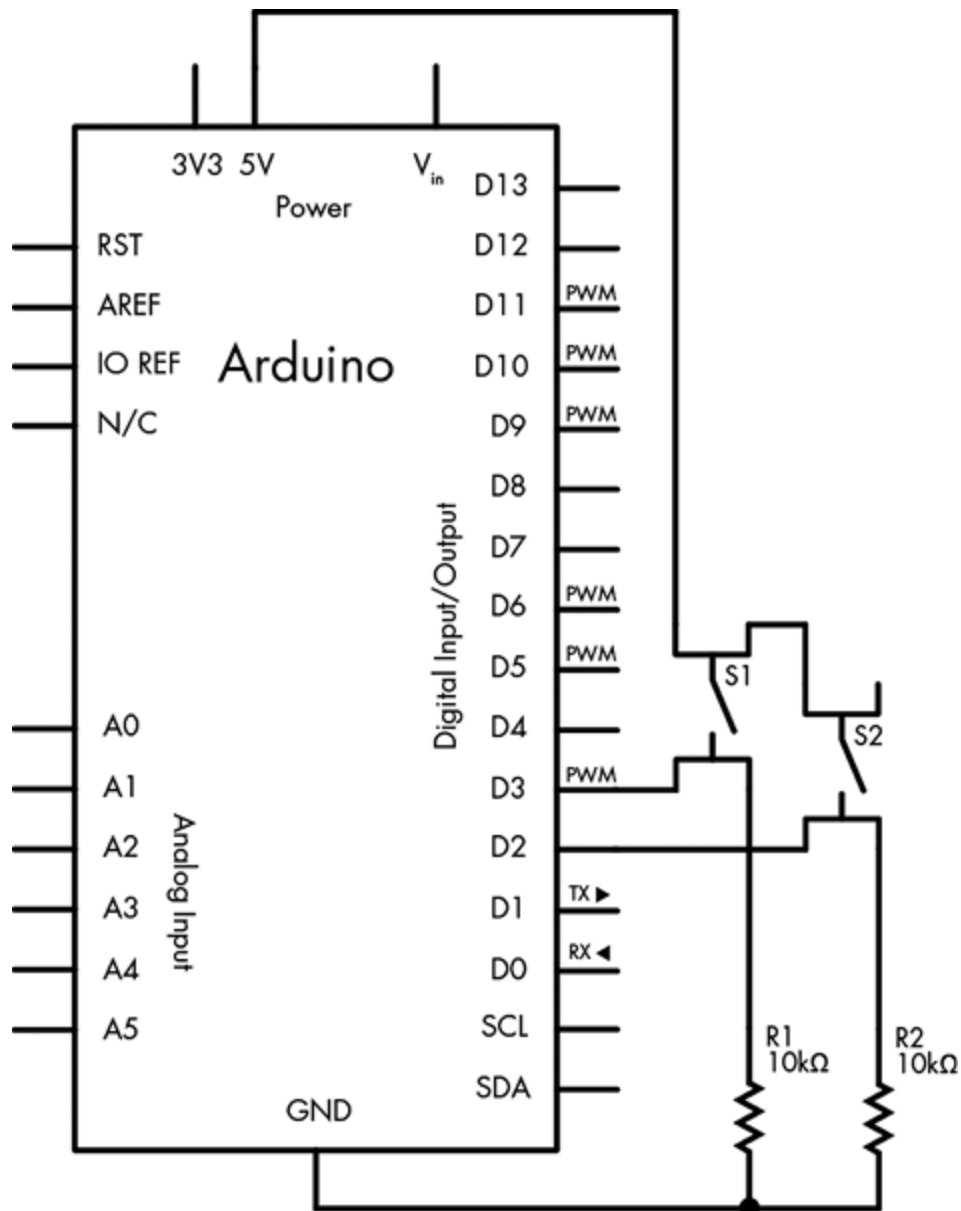 3V3 5V Vin
Power
D13
RST
D12
AREF
D11 PWM
IO REF
Arduino
D10 PWM
N/C
D9 PWM
D8
Digital Input/Output
D7
D6 PWM
D5 PWM
S1
A0
D4
S2
A1
D3 PWM
Analog Input
A2
D2
A3
D1 TX ▶
A4
D0 RX ◀
A5
SCL
R1
10kΩ
R2
10kΩ
SDA
GND